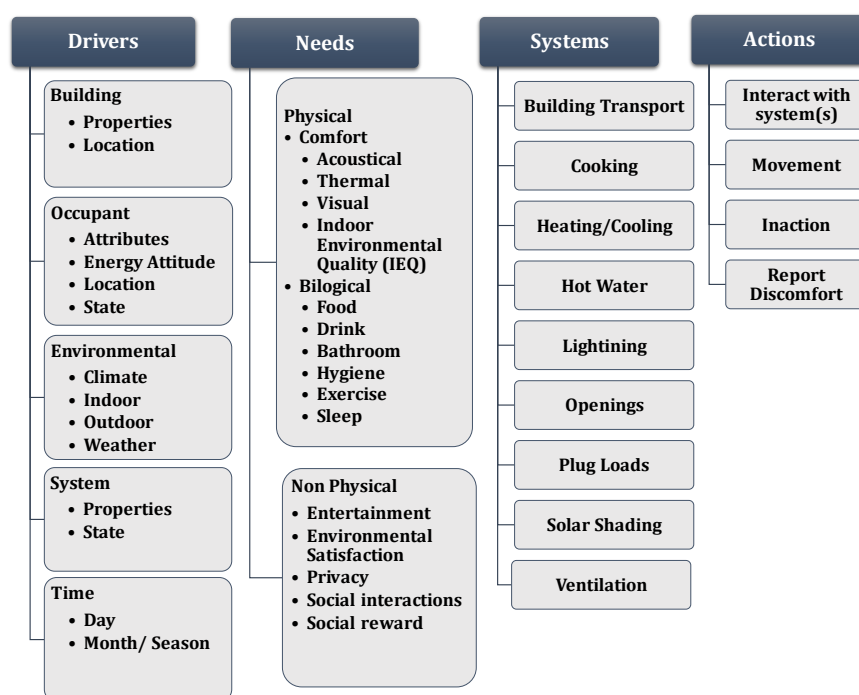 Drivers
Building
• Properties
• Location
Occupant
• Attributes
• Energy Attitude
• Location
• State
Environmental
• Climate
• Indoor
• Outdoor
• Weather
System
• Properties
• State
Time
• Day
• Month/ Season
Needs
Physical
• Comfort
• Acoustical
• Thermal
• Visual
• Indoor
Environmental
Quality (IEQ)
• Bilogical
• Food
• Drink
• Bathroom
• Hygiene
• Exercise
• Sleep
Non Physical
• Entertainment
• Environmental
Satisfaction
• Privacy
• Social interactions
• Social reward
Systems
Building Transport
Cooking
Heating/Cooling
Hot Water
Lightining
Openings
Plug Loads
Solar Shading
Ventilation
Actions
Interact with
system(s)
Movement
Inaction
Report
Discomfort